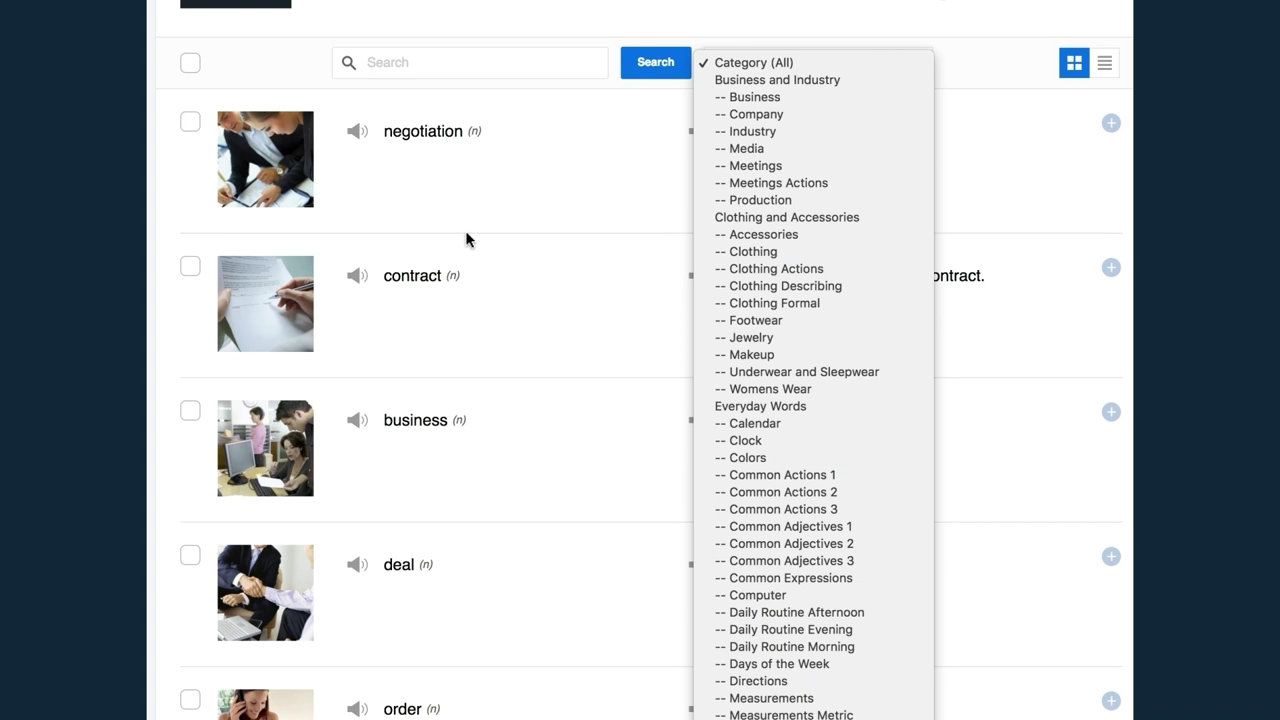 Search
Search
✓ Category (All)
Business and Industry
-- Business
-- Company
-- Industry
-- Media
-- Meetings
-- Meetings Actions
-- Production
Clothing and Accessories
-- Accessories
-- Clothing
-- Clothing Actions
-- Clothing Describing
-- Clothing Formal
-- Footwear
-- Jewelry
-- Makeup
-- Underwear and Sleepwear
-- Womens Wear
Everyday Words
-- Calendar
-- Clock
-- Colors
-- Common Actions 1
-- Common Actions 2
-- Common Actions 3
-- Common Adjectives 1
-- Common Adjectives 2
-- Common Adjectives 3
-- Common Expressions
-- Computer
-- Daily Routine Afternoon
-- Daily Routine Evening
-- Daily Routine Morning
-- Days of the Week
-- Directions
-- Measurements
-- Measurements Metric
negotiation (n)
contract (n)
ontract.
business (n)
deal (n)
order (n)